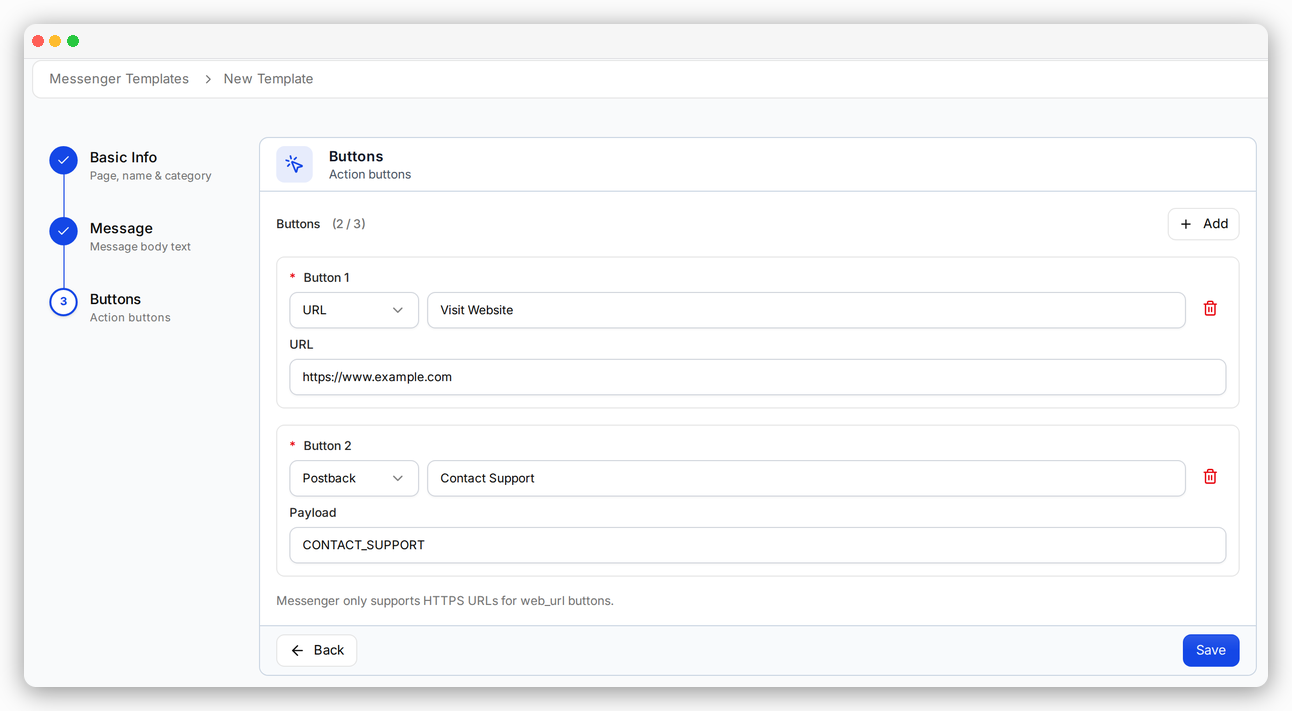 Messenger Templates > New Template
Basic Info
Page, name & category
Message
Message body text
3
Buttons
Action buttons
Buttons
Action buttons
Buttons (2 / 3)
+ Add
* Button 1
URL
Visit Website
URL
https://www.example.com
* Button 2
Postback
Contact Support
Payload
CONTACT_SUPPORT
Messenger only supports HTTPS URLs for web_url buttons.
← Back
Save